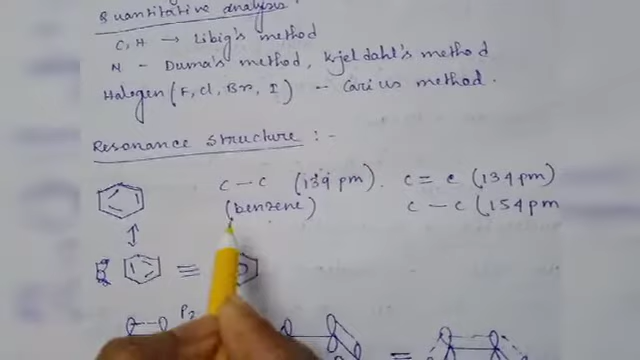 Quantitative analysis.
C, H → Libig's method
N - Duma's method, Kjeldahl's method
Halogen (F, Cl, Br, I) - Carius method.
Resonance structure :-
C-C (139 pm). C=C (134 pm)
(benzene) C-C (154 pm
P₂